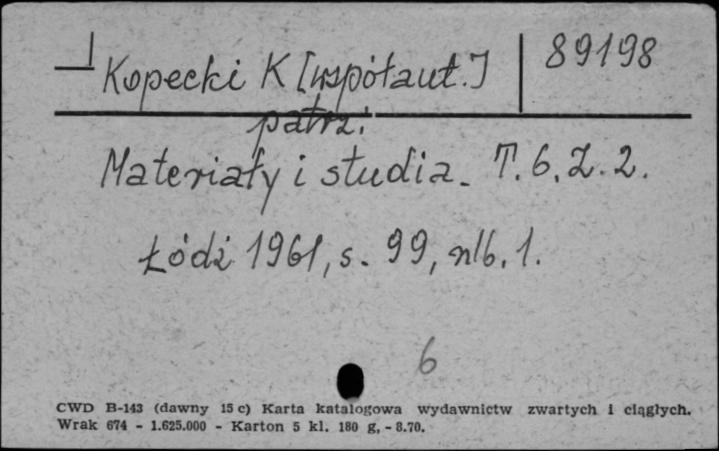 Kopecki K [współaut.] 89198
patrz:
Materiały i studia. T. 6, Z. 2.
Łódź 1961, s. 99, nlb. 1.
6
CWD B-143 (dawny 15 c) Karta katalogowa wydawnictw zwartych i ciągłych.
Wrak 674 - 1.625.000 - Karton 5 kl. 180 g, - 8.70.